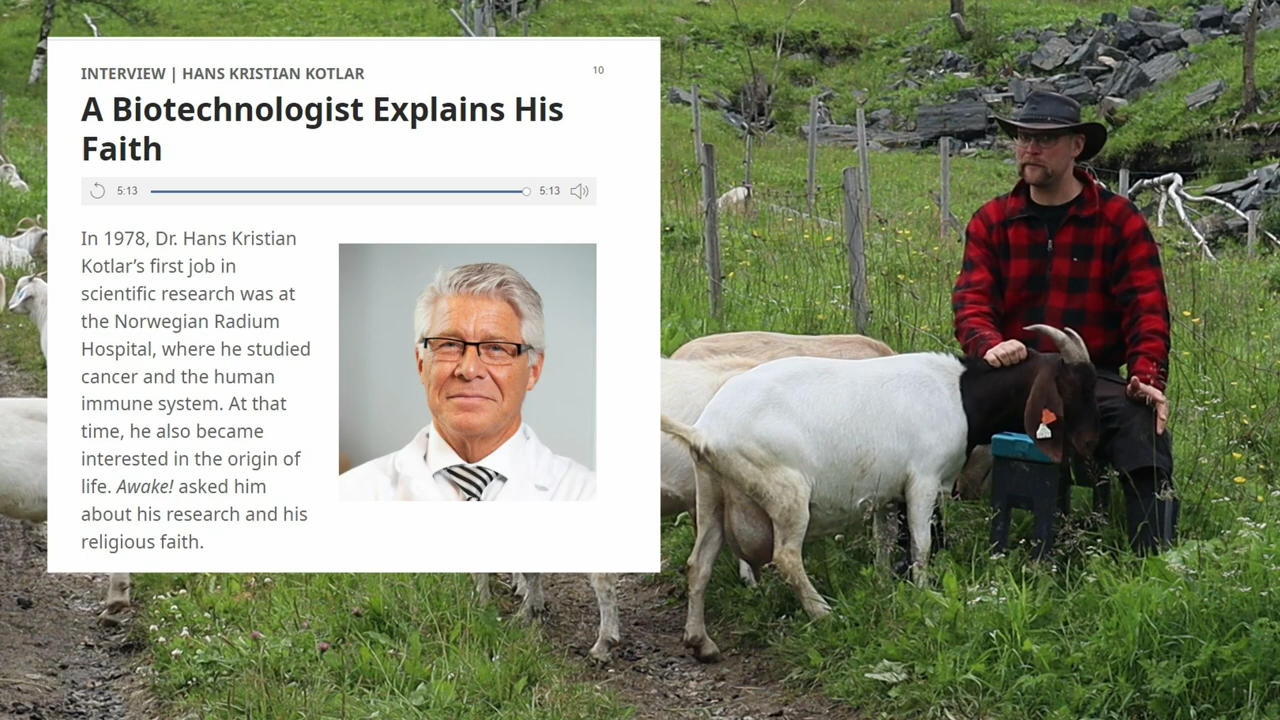 INTERVIEW | HANS KRISTIAN KOTLAR
10
A Biotechnologist Explains His
Faith
5:13
5:13
In 1978, Dr. Hans Kristian
Kotlar’s first job in
scientific research was at
the Norwegian Radium
Hospital, where he studied
cancer and the human
immune system. At that
time, he also became
interested in the origin of
life. Awake! asked him
about his research and his
religious faith.